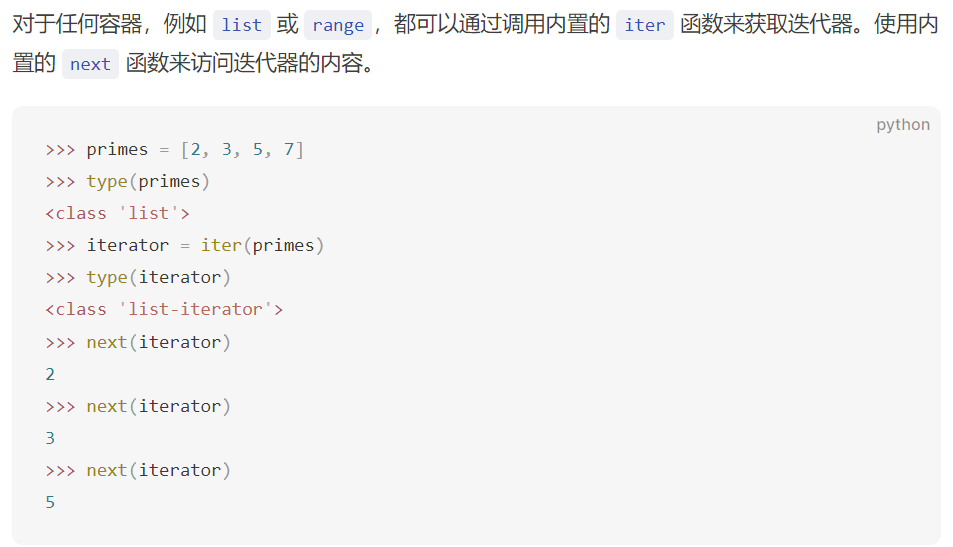 对于任何容器，例如 list 或 range，都可以通过调用内置的 iter 函数来获取迭代器。使用内
置的 next 函数来访问迭代器的内容。
python
>>> primes = [2, 3, 5, 7]
>>> type(primes)
<class 'list'>
>>> iterator = iter(primes)
>>> type(iterator)
<class 'list-iterator'>
>>> next(iterator)
2
>>> next(iterator)
3
>>> next(iterator)
5